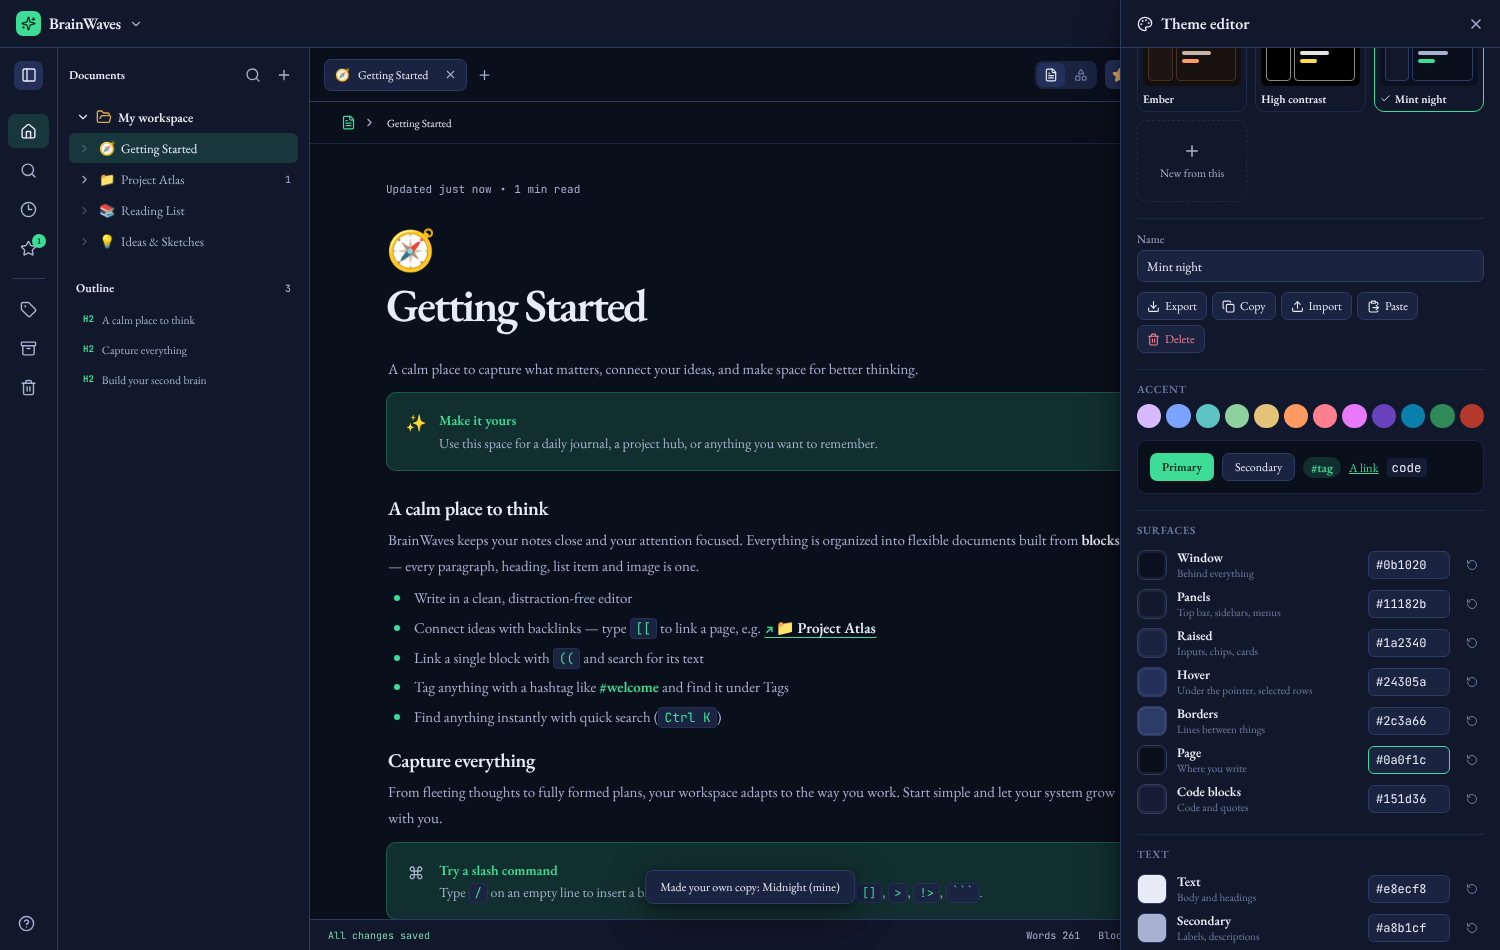 BrainWaves
Theme editor
Documents
My workspace
Getting Started
Project Atlas
1
Reading List
Ideas & Sketches
1
Outline
3
H2 A calm place to think
H2 Capture everything
H2 Build your second brain
Getting Started
Getting Started
Updated just now • 1 min read
Getting Started
A calm place to capture what matters, connect your ideas, and make space for better thinking.
Make it yours
Use this space for a daily journal, a project hub, or anything you want to remember.
A calm place to think
BrainWaves keeps your notes close and your attention focused. Everything is organized into flexible documents built from blocks
— every paragraph, heading, list item and image is one.
Write in a clean, distraction-free editor
Connect ideas with backlinks — type [[ to link a page, e.g. Project Atlas
Link a single block with (( and search for its text
Tag anything with a hashtag like #welcome and find it under Tags
Find anything instantly with quick search (Ctrl K)
Capture everything
From fleeting thoughts to fully formed plans, your workspace adapts to the way you work. Start simple and let your system grow
with you.
Try a slash command
Type / on an empty line to insert a b
[] , > , !> , ``` .
Made your own copy: Midnight (mine)
All changes saved
Words 261
Ember
High contrast
Mint night
New from this
Name
Mint night
Export
Copy
Import
Paste
Delete
ACCENT
Primary
Secondary
#tag
A link
code
SURFACES
Window
Behind everything
#0b1020
Panels
Top bar, sidebars, menus
#11182b
Raised
Inputs, chips, cards
#1a2340
Hover
Under the pointer, selected rows
#24305a
Borders
Lines between things
#2c3a66
Page
Where you write
#0a0f1c
Code blocks
Code and quotes
#151d36
TEXT
Text
Body and headings
#e8ecf8
Secondary
Labels, descriptions
#a8b1cf